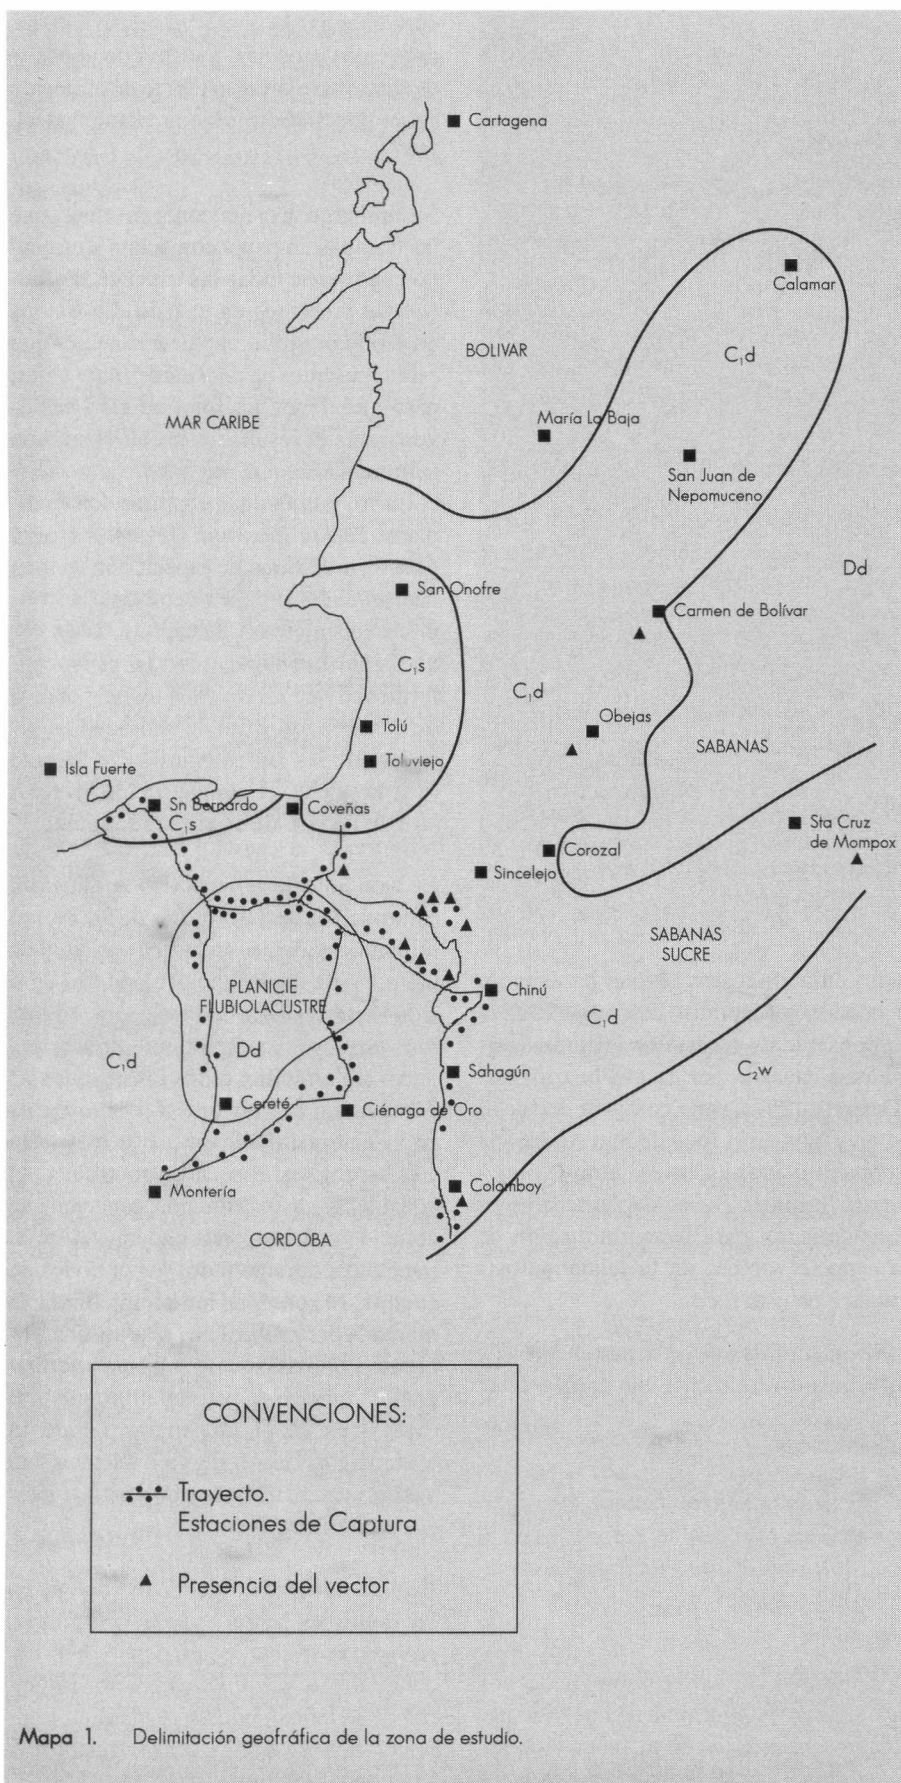 Cartagena
Calamar
BOLIVAR
C₁d
MAR CARIBE
María La Baja
San Juan de
Nepomuceno
Dd
San Onofre
Carmen de Bolívar
C₁s
C₁d
Obejas
Tolú
SABANAS
Toluviejo
Isla Fuerte
Sn Bernardo
Coveñas
C₁s
Sta Cruz
de Mompox
Corozal
Sincelejo
SABANAS
SUCRE
PLANICIE
FLUBIOLACUSTRE
Chinú
C₁d
Dd
C₁d
Sahagún
C₂w
Cereté
Ciénaga de Oro
Montería
Colomboy
CORDOBA
CONVENCIONES:
Trayecto.
Estaciones de Captura
Presencia del vector
Mapa 1. Delimitación geofráfica de la zona de estudio.